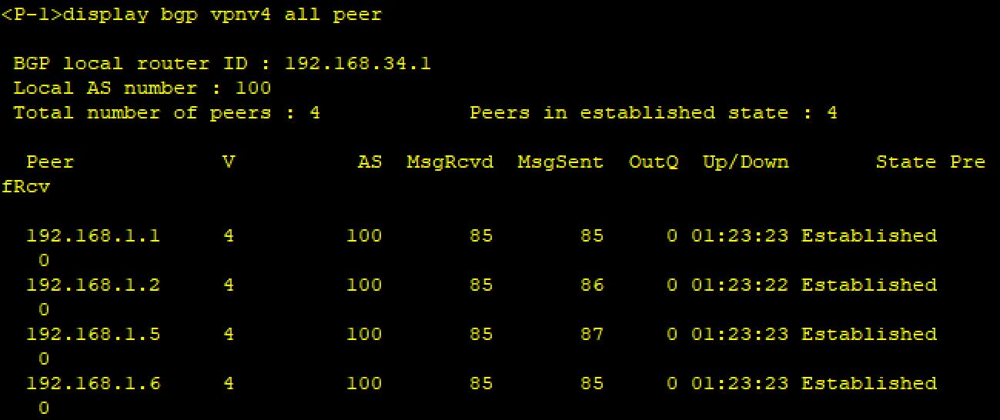 <P-1>display bgp vpnv4 all peer
BGP local router ID : 192.168.34.1
Local AS number : 100
Total number of peers : 4 Peers in established state : 4
Peer V AS MsgRcvd MsgSent OutQ Up/Down State Pre
fRcv
192.168.1.1 4 100 85 85 0 01:23:23 Established
0
192.168.1.2 4 100 85 86 0 01:23:22 Established
0
192.168.1.5 4 100 85 87 0 01:23:23 Established
0
192.168.1.6 4 100 85 85 0 01:23:23 Established
0